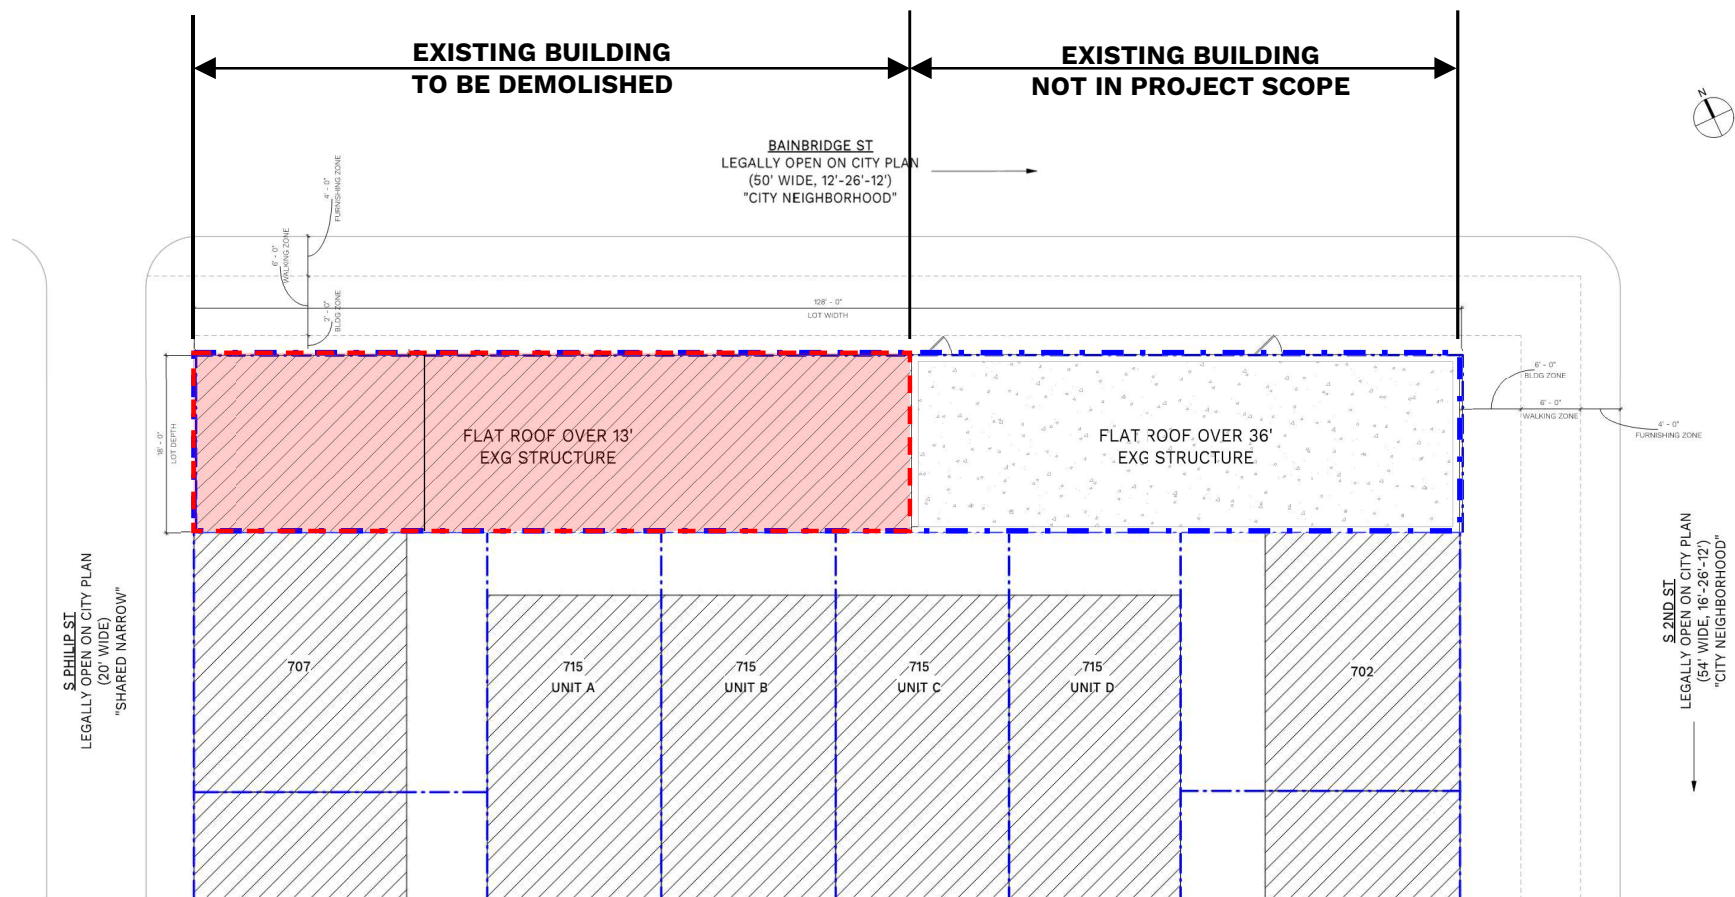 EXISTING BUILDING
TO BE DEMOLISHED
EXISTING BUILDING
NOT IN PROJECT SCOPE
N
BAINBRIDGE ST
LEGALLY OPEN ON CITY PLAN
(50' WIDE, 12'-26'-12')
"CITY NEIGHBORHOOD"
4' - 0"
FURNISHING ZONE
6' - 0"
WALKING ZONE
2' - 0"
BLDG ZONE
128' - 0"
LOT WIDTH
18' - 0"
LOT DEPTH
FLAT ROOF OVER 13'
EXG STRUCTURE
FLAT ROOF OVER 36'
EXG STRUCTURE
6' - 0"
BLDG ZONE
6' - 0"
WALKING ZONE
4' - 0"
FURNISHING ZONE
S PHILIP ST
LEGALLY OPEN ON CITY PLAN
(20' WIDE)
"SHARED NARROW"
707
715
UNIT A
715
UNIT B
715
UNIT C
715
UNIT D
702
S 2ND ST
LEGALLY OPEN ON CITY PLAN
(54' WIDE, 16'-26'-12')
"CITY NEIGHBORHOOD"